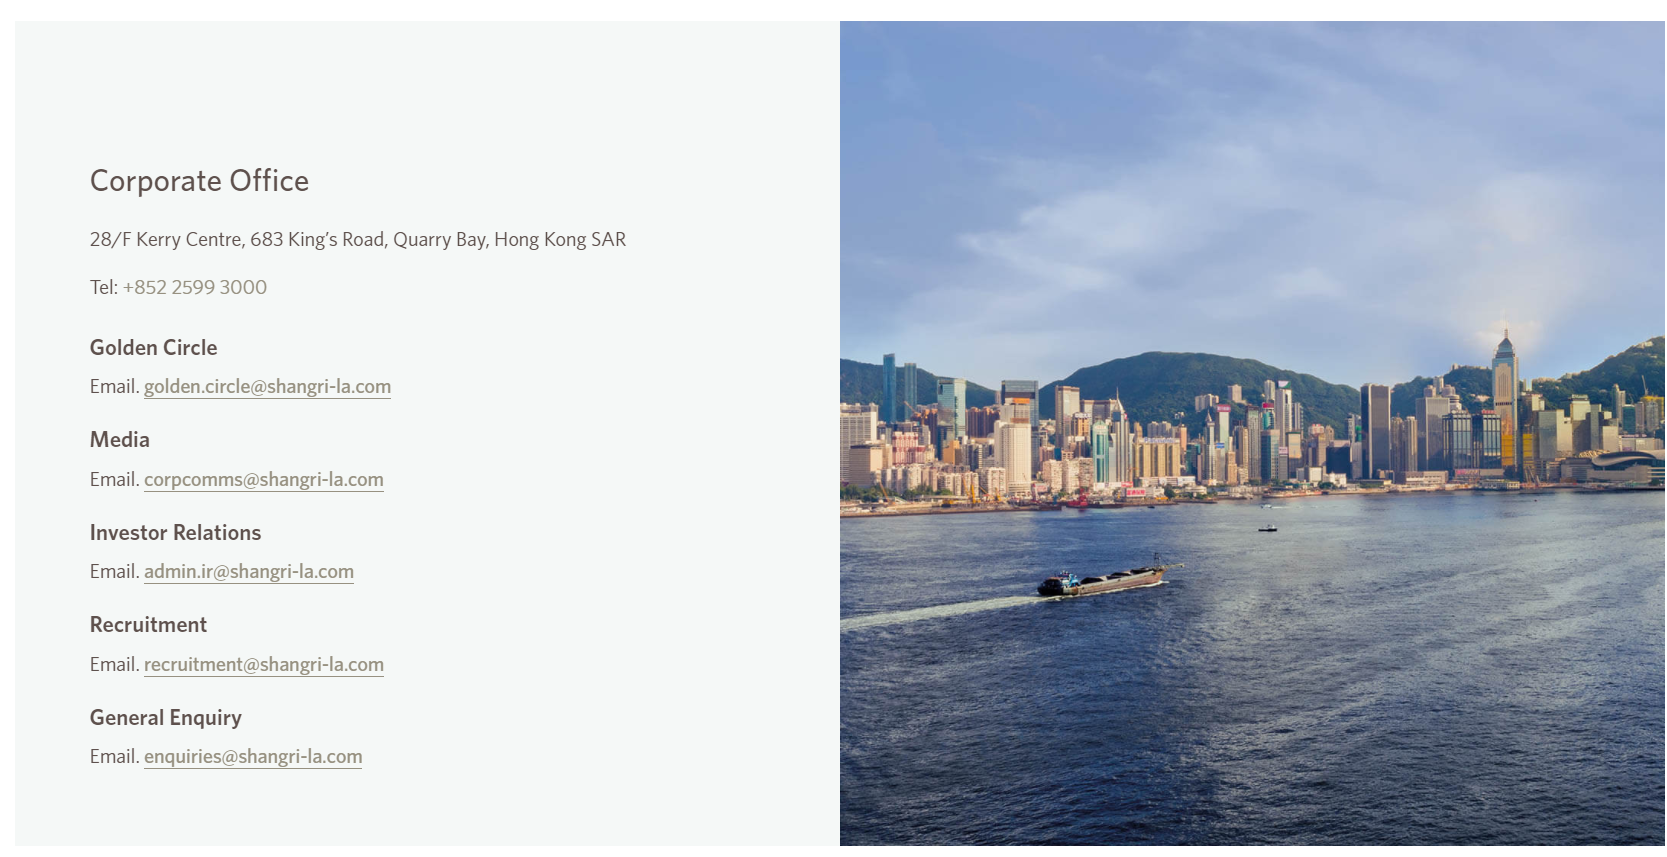 Corporate Office
28/F Kerry Centre, 683 King’s Road, Quarry Bay, Hong Kong SAR
Tel: +852 2599 3000
Golden Circle
Email. golden.circle@shangri-la.com
Media
Email. corpcomms@shangri-la.com
Investor Relations
Email. admin.ir@shangri-la.com
Recruitment
Email. recruitment@shangri-la.com
General Enquiry
Email. enquiries@shangri-la.com